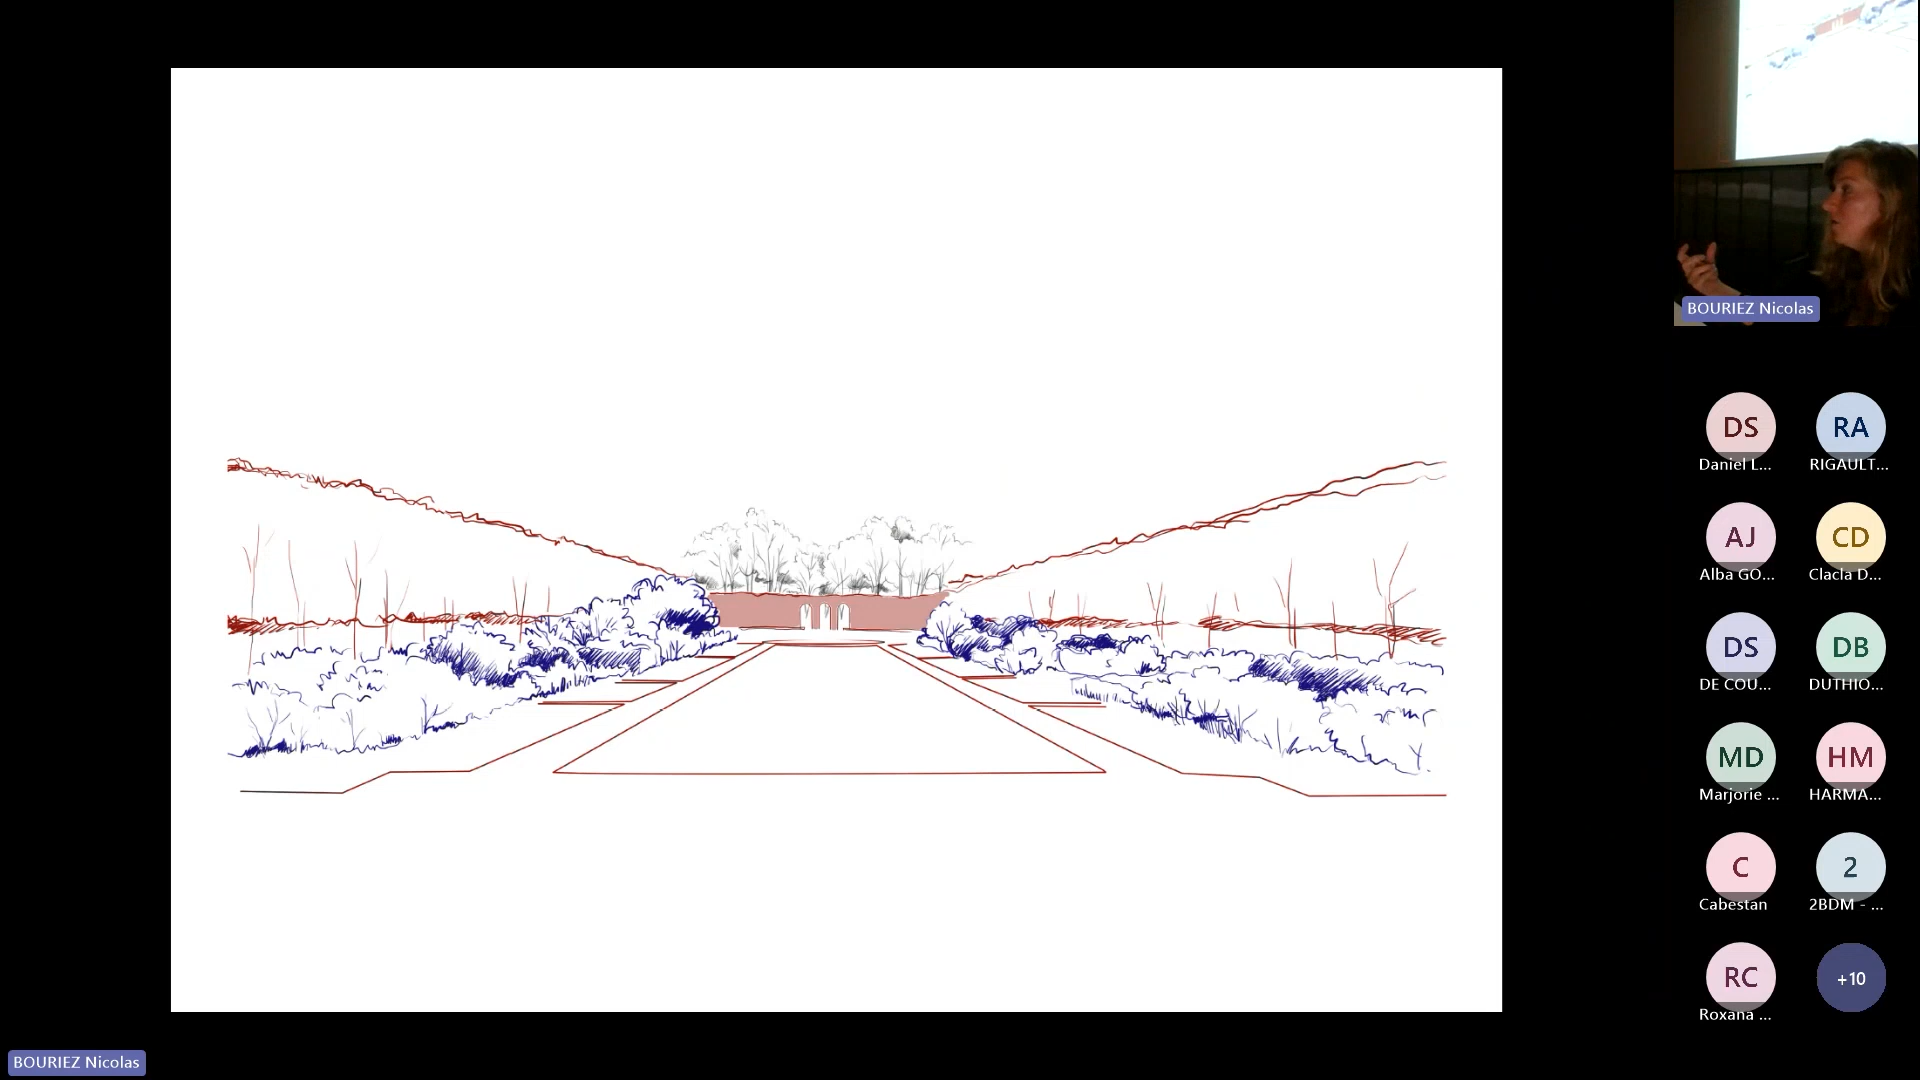 BOURIEZ Nicolas
DS
RA
Daniel L...
RIGAULT...
AJ
CD
Alba GO...
Clacla D...
DS
DB
DE COU...
DUTHIO...
MD
HM
Marjorie ...
HARMA...
C
2
Cabestan
2BDM - ...
RC
+10
Roxana ...
BOURIEZ Nicolas